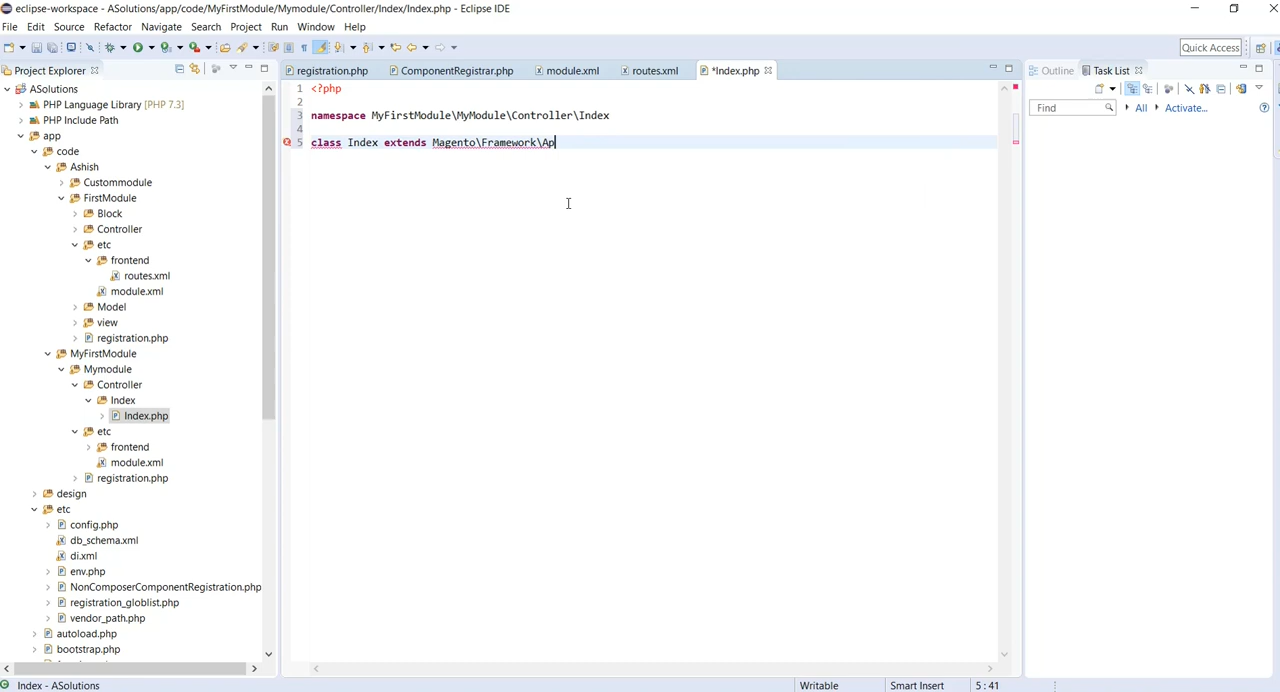 eclipse-workspace - ASolutions/app/code/MyFirstModule/Mymodule/Controller/Index/Index.php - Eclipse IDE
File Edit Source Refactor Navigate Search Project Run Window Help
Quick Access
Project Explorer
registration.php ComponentRegistrar.php module.xml routes.xml *Index.php
Outline Task List
ASolutions
PHP Language Library [PHP 7.3]
PHP Include Path
app
code
Ashish
Custommodule
FirstModule
Block
Controller
etc
frontend
routes.xml
module.xml
Model
view
registration.php
MyFirstModule
Mymodule
Controller
Index
Index.php
etc
frontend
module.xml
registration.php
design
etc
config.php
db_schema.xml
di.xml
env.php
NonComposerComponentRegistration.php
registration_globlist.php
vendor_path.php
autoload.php
bootstrap.php
1 <?php
2
3 namespace MyFirstModule\MyModule\Controller\Index
4
5 class Index extends Magento\Framework\Ap
Find All Activate...
Index - ASolutions
Writable Smart Insert 5 : 41